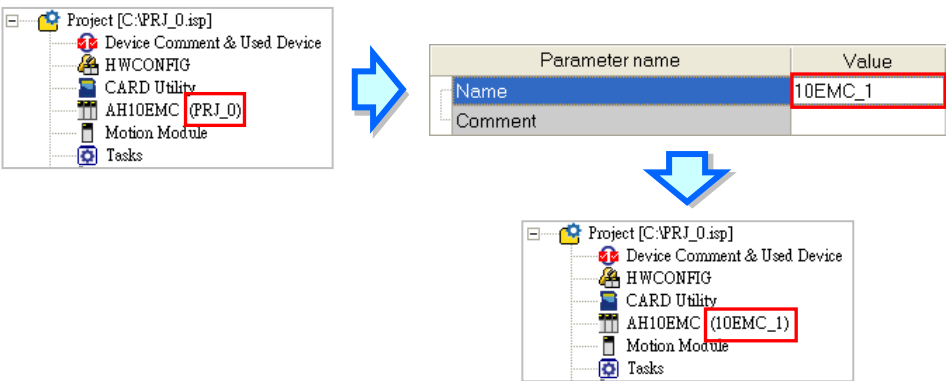 Project [C:\PRJ_0.isp]
Device Comment & Used Device
HWCONFIG
CARD Utility
AH10EMC (PRJ_0)
Motion Module
Tasks
Parameter name Value
Name 10EMC_1
Comment
Project [C:\PRJ_0.isp]
Device Comment & Used Device
HWCONFIG
CARD Utility
AH10EMC (10EMC_1)
Motion Module
Tasks